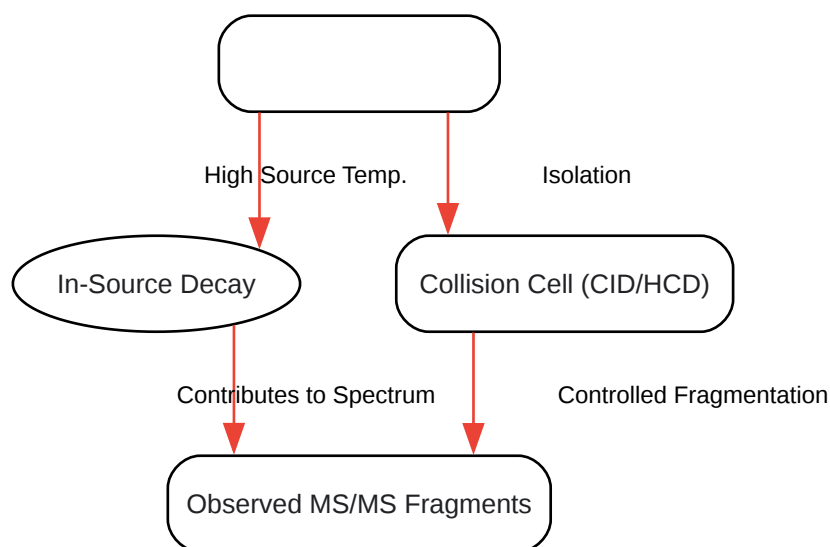 High Source Temp.
Isolation
In-Source Decay
Collision Cell (CID/HCD)
Contributes to Spectrum
Controlled Fragmentation
Observed MS/MS Fragments